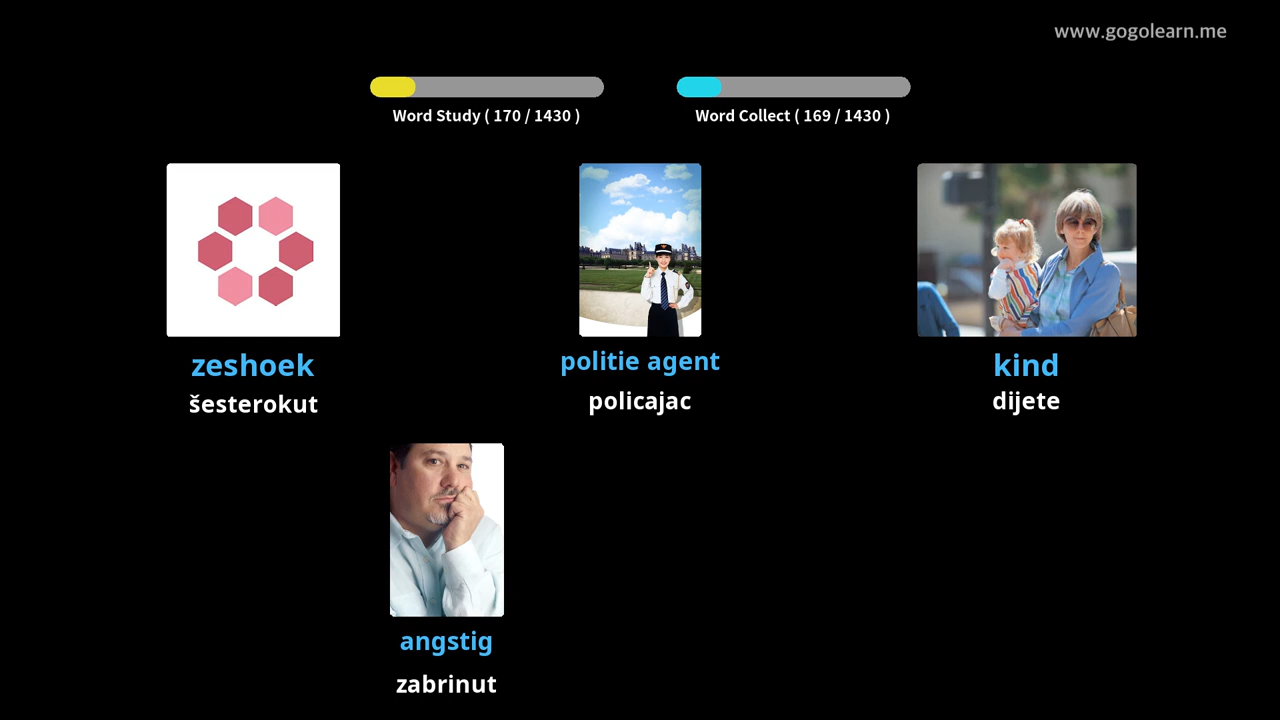 www.gogolearn.me
Word Study ( 170 / 1430 )
Word Collect ( 169 / 1430 )
zeshoek
šesterokut
politie agent
policajac
kind
dijete
angstig
zabrinut